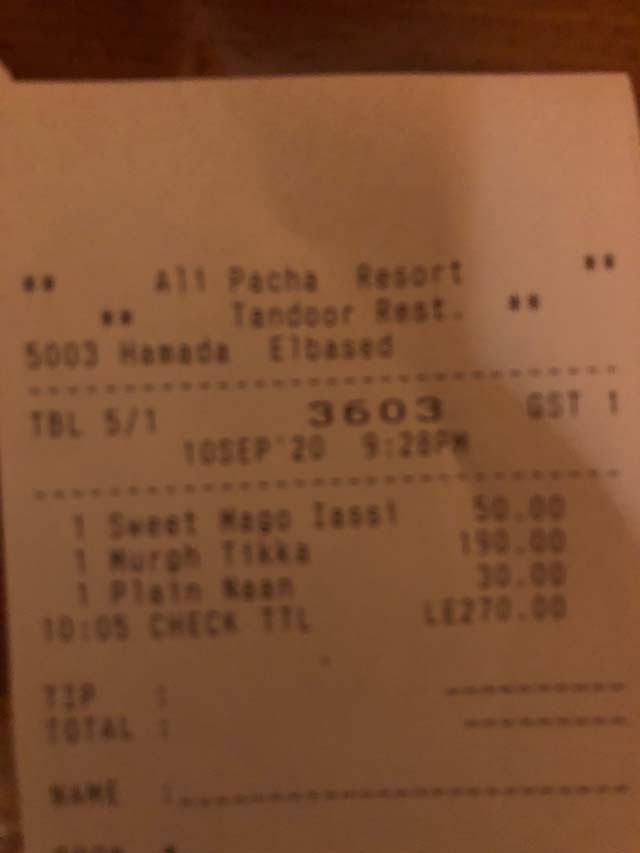 ** Ali Pacha Resort **
** Tandoor Rest. **
5003 Hamada Elbased
TBL 5/1 3603 GST 1
10SEP'20 9:28PM
1 Sweet Mago Iassi 50.00
1 Murgh Tikka 190.00
1 Plain Naan 30.00
10:05 CHECK TTL LE270.00
TIP :
TOTAL :
NAME :